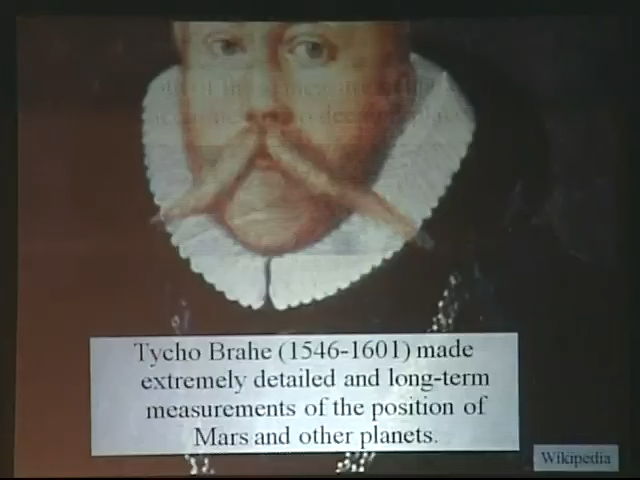 Tycho Brahe (1546-1601) made
extremely detailed and long-term
measurements of the position of
Mars and other planets.
Wikipedia